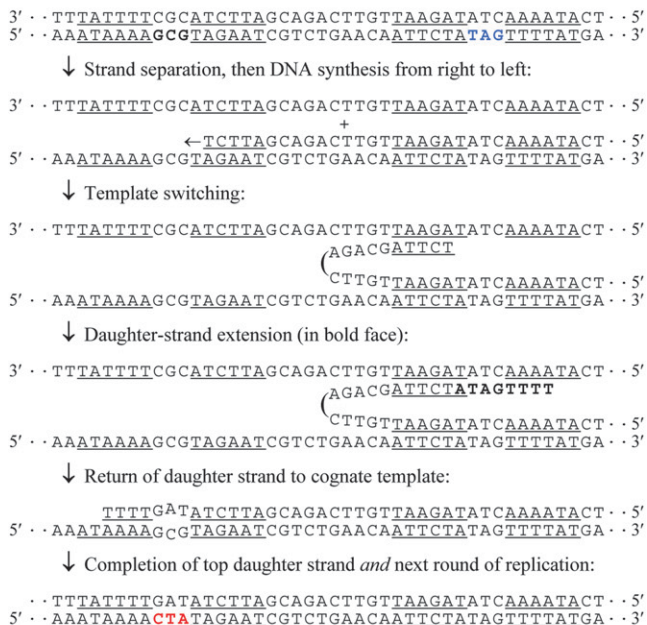 3' ·· TTTATTTTCGCATCTTAGCAGACTTGTTAAGATATCAAAATACT ·· 5'
5' ·· AAATAAAAGCGTAGAATCGTCTGAACAATTCTATAGTTTTATGA ·· 3'
↓ Strand separation, then DNA synthesis from right to left:
3' ·· TTTATTTTCGCATCTTAGCAGACTTGTTAAGATATCAAAATACT ·· 5'
+
←TCTTAGCAGACTTGTTAAGATATCAAAATACT ·· 5'
5' ·· AAATAAAAGCGTAGAATCGTCTGAACAATTCTATAGTTTTATGA ·· 3'
↓ Template switching:
3' ·· TTTATTTTCGCATCTTAGCAGACTTGTTAAGATATCAAAATACT ·· 5'
AGACGATTCT
(CTTGTTAAGATATCAAAATACT ·· 5'
5' ·· AAATAAAAGCGTAGAATCGTCTGAACAATTCTATAGTTTTATGA ·· 3'
↓ Daughter-strand extension (in bold face):
3' ·· TTTATTTTCGCATCTTAGCAGACTTGTTAAGATATCAAAATACT ·· 5'
AGACGATTCTATAGTTTT
(CTTGTTAAGATATCAAAATACT ·· 5'
5' ·· AAATAAAAGCGTAGAATCGTCTGAACAATTCTATAGTTTTATGA ·· 3'
↓ Return of daughter strand to cognate template:
TTTTGATATCTTAGCAGACTTGTTAAGATATCAAAATACT ·· 5'
5' ·· AAATAAAAGCGTAGAATCGTCTGAACAATTCTATAGTTTTATGA ·· 3'
↓ Completion of top daughter strand and next round of replication:
·· TTTATTTTGATATCTTAGCAGACTTGTTAAGATATCAAAATACT ·· 5'
5' ·· AAATAAAACTATAGAATCGTCTGAACAATTCTATAGTTTTATGA ·· 3'